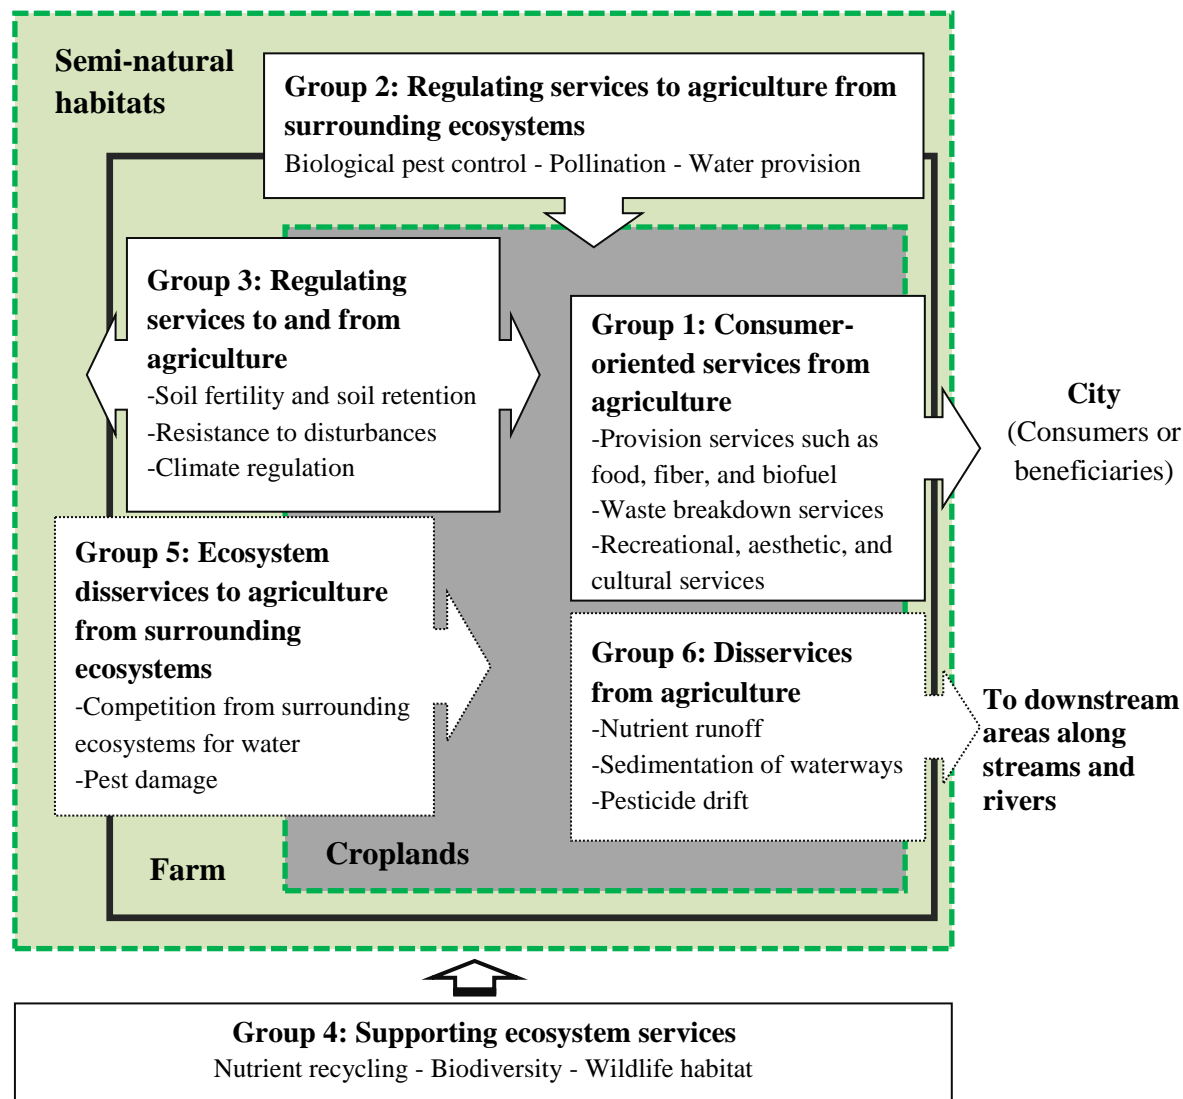 Semi-natural
habitats
Group 2: Regulating services to agriculture from
surrounding ecosystems
Biological pest control - Pollination - Water provision
Group 3: Regulating
services to and from
agriculture
-Soil fertility and soil retention
-Resistance to disturbances
-Climate regulation
Group 1: Consumer-
oriented services from
agriculture
-Provision services such as
food, fiber, and biofuel
-Waste breakdown services
-Recreational, aesthetic, and
cultural services
City
(Consumers or
beneficiaries)
Group 5: Ecosystem
disservices to agriculture
from surrounding
ecosystems
-Competition from surrounding
ecosystems for water
-Pest damage
Group 6: Disservices
from agriculture
-Nutrient runoff
-Sedimentation of waterways
-Pesticide drift
To downstream
areas along
streams and
rivers
Farm
Croplands
Group 4: Supporting ecosystem services
Nutrient recycling - Biodiversity - Wildlife habitat